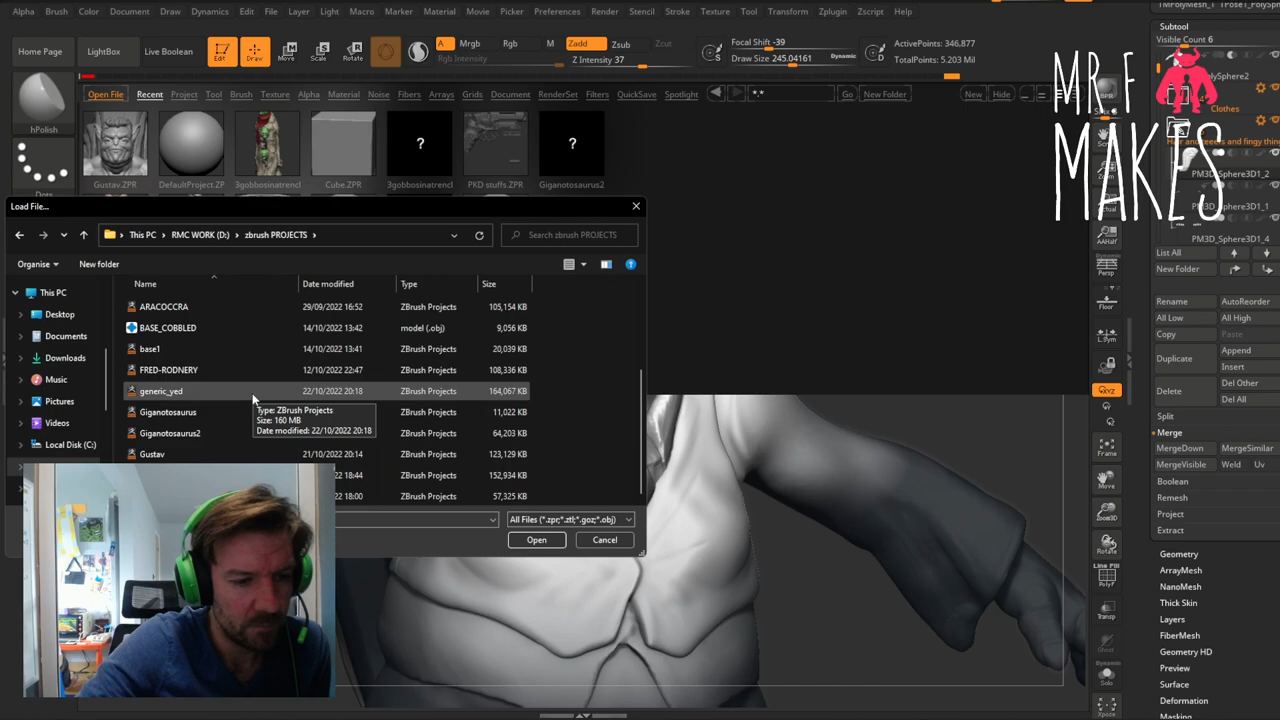 Alpha Brush Color Document Draw Dynamics Edit File Layer Light Macro Marker Material Movie Picker Preferences Render Stencil Stroke Texture Tool Transform Zplugin Zscript Help
Home Page LightBox Live Boolean Edit Draw Move Scale Rotate A Mrgb Rgb M Zadd Zsub Zcut Focal Shift -39 ActivePoints: 346,877
Rgb Intensity Z Intensity 37 Draw Size 245.04161 Dynamic TotalPoints: 5.203 Mil
Subtool
Visible Count 6
Open File Recent Project Tool Brush Texture Alpha Material Noise Fibers Arrays Grids Document RenderSet Filters QuickSave Spotlight *.* Go New Folder New Hide
hPolish
Dots
Gustav.ZPR DefaultProject.ZP 3gobbosinatrencl Cube.ZPR 3gobbosinatrencl PKD stuffs.ZPR Giganotosaurus2
MR.F
MAKES
Clothes
PM3D_Sphere3D1_2
PM3D_Sphere3D1_1
PM3D_Sphere3D1_4
Load File...
This PC RMC WORK (D:) zbrush PROJECTS Search zbrush PROJECTS
Organise New folder
Name Date modified Type Size
ARACOCCRA 29/09/2022 16:52 ZBrush Projects 105,154 KB
BASE_COBBLED 14/10/2022 13:42 model (.obj) 9,056 KB
base1 14/10/2022 13:41 ZBrush Projects 20,039 KB
FRED-RODNERY 12/10/2022 22:47 ZBrush Projects 108,336 KB
generic_yed 22/10/2022 20:18 ZBrush Projects 164,067 KB
Giganotosaurus ZBrush Projects 11,022 KB
Giganotosaurus2 ZBrush Projects 64,203 KB
Gustav 21/10/2022 20:14 ZBrush Projects 123,129 KB
18:44 ZBrush Projects 152,934 KB
18:00 ZBrush Projects 57,325 KB
Type: ZBrush Projects
Size: 160 MB
Date modified: 22/10/2022 20:18
This PC
Desktop
Documents
Downloads
Music
Pictures
Videos
Local Disk (C:)
All Files (*.zpr;*.ztl;*.goz;*.obj)
Open Cancel
Actual
AAHalf
Persp
Floor
L.Sym
Qxyz
Frame
Move
Zoom3D
Rotate
Line Fill
PolyF
Transp
Ghost
Dynamic
Solo
Xpose
List All
New Folder
Rename AutoReorder
All Low All High
Copy Paste
Duplicate Append
Insert
Delete Del Other
Del All
Split
Merge
MergeDown MergeSimilar
MergeVisible Weld Uv
Boolean
Remesh
Project
Extract
Geometry
ArrayMesh
NanoMesh
Thick Skin
Layers
FiberMesh
Geometry HD
Preview
Surface
Deformation
Masking